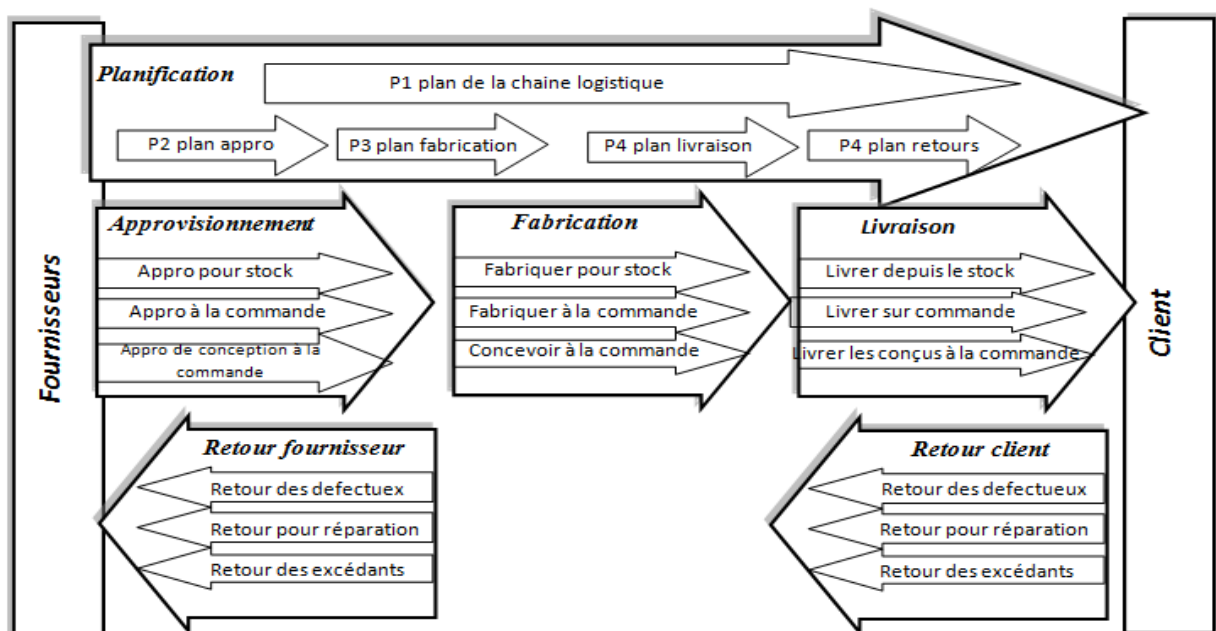 Fournisseurs
Planification
P1 plan de la chaine logistique
P2 plan appro
P3 plan fabrication
P4 plan livraison
P4 plan retours
Approvisionnement
Appro pour stock
Appro à la commande
Appro de conception à la
commande
Fabrication
Fabriquer pour stock
Fabriquer à la commande
Concevoir à la commande
Livraison
Livrer depuis le stock
Livrer sur commande
Livrer les conçus à la commande
Retour fournisseur
Retour des defectuex
Retour pour réparation
Retour des excédants
Retour client
Retour des defectueux
Retour pour réparation
Retour des excédants
Client